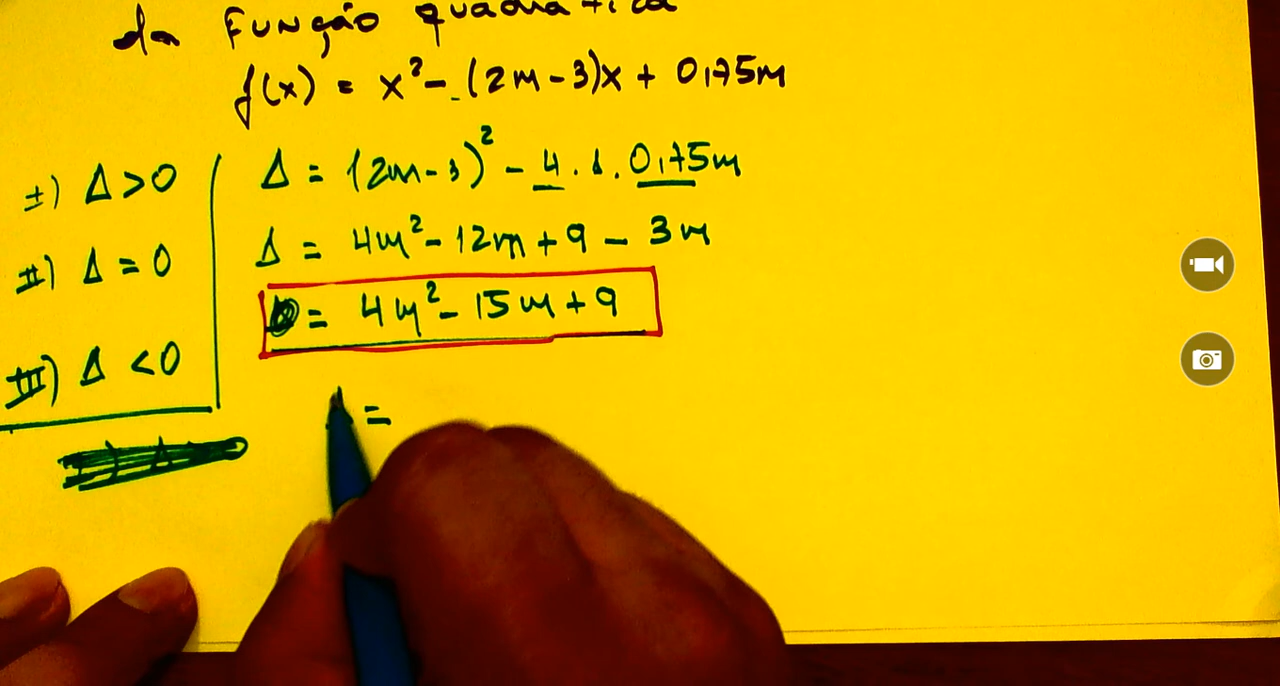 da Função quadrática
f(x) = x² - (2m - 3)x + 0,75m
I) Δ > 0
II) Δ = 0
III) Δ < 0
Δ = (2m - 3)² - 4 . 1 . 0,75m
Δ = 4m² - 12m + 9 - 3m
= 4m² - 15m + 9
=